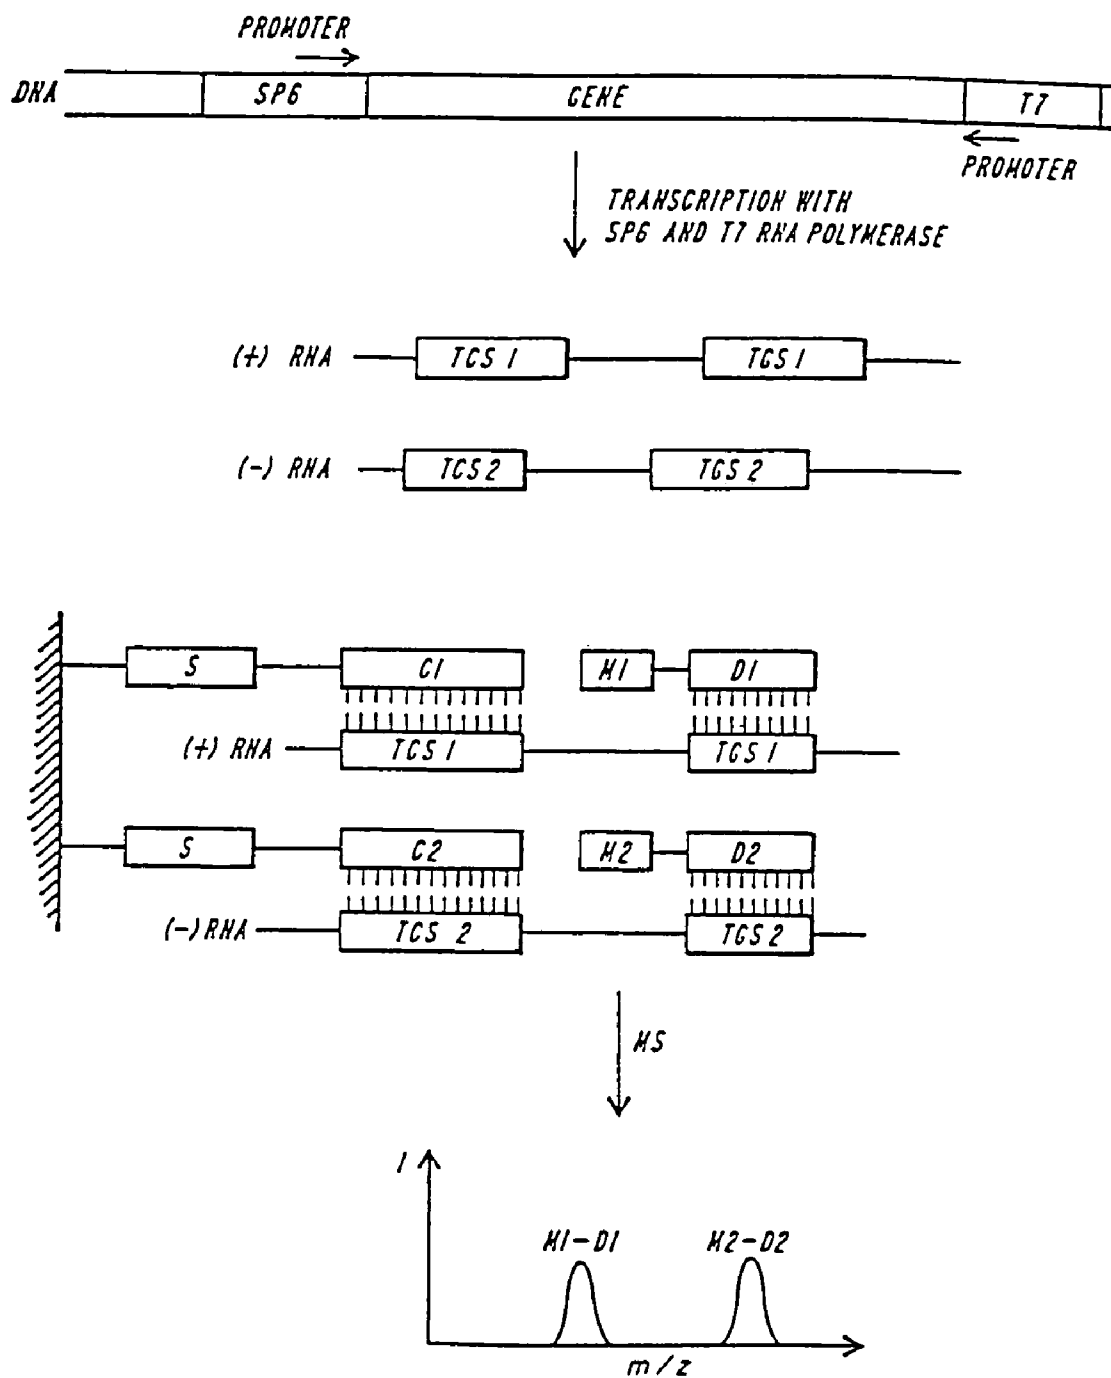 PROMOTER
DNA SP6 GENE T7
PROMOTER
TRANSCRIPTION WITH
SP6 AND T7 RNA POLYMERASE
(+) RNA TCS 1 TCS 1
(-) RNA TCS 2 TCS 2
S C1 M1 D1
(+) RNA TCS 1 TCS 1
S C2 M2 D2
(-) RNA TCS 2 TCS 2
MS
I
M1-D1 M2-D2
m/z